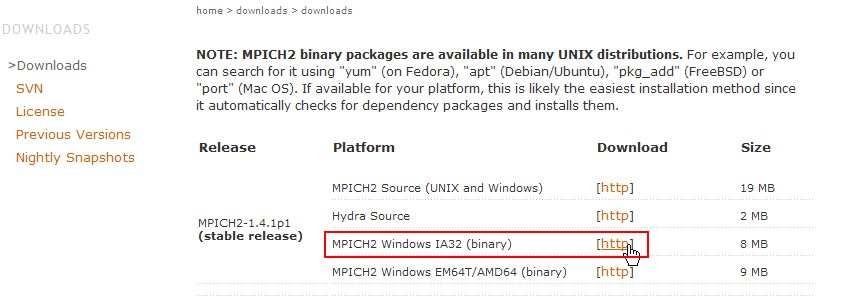 home > downloads > downloads
DOWNLOADS
>Downloads
SVN
License
Previous Versions
Nightly Snapshots
NOTE: MPICH2 binary packages are available in many UNIX distributions. For example, you
can search for it using "yum" (on Fedora), "apt" (Debian/Ubuntu), "pkg_add" (FreeBSD) or
"port" (Mac OS). If available for your platform, this is likely the easiest installation method since
it automatically checks for dependency packages and installs them.
Release Platform Download Size
MPICH2 Source (UNIX and Windows) [http] 19 MB
Hydra Source [http] 2 MB
MPICH2-1.4.1p1
(stable release)
MPICH2 Windows IA32 (binary) [http] 8 MB
MPICH2 Windows EM64T/AMD64 (binary) [http] 9 MB